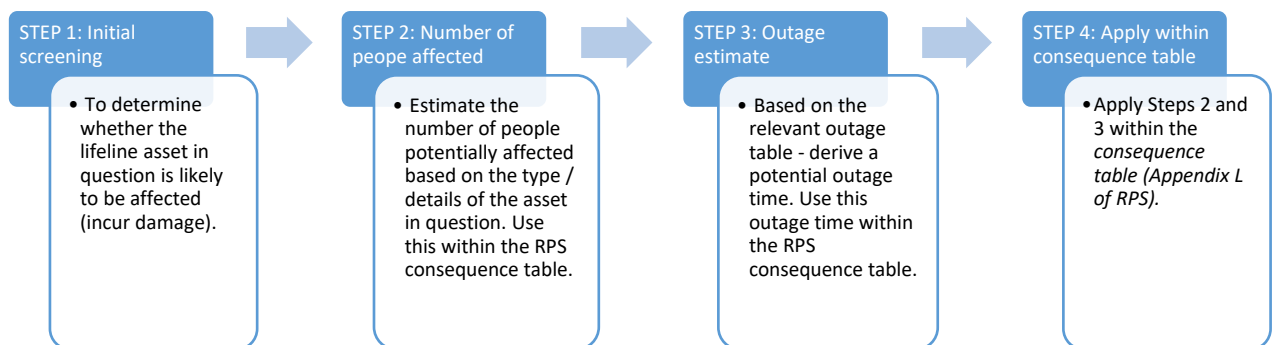 STEP 1: Initial
screening
• To determine
whether the
lifeline asset in
question is likely
to be affected
(incur damage).
STEP 2: Number of
peope affected
• Estimate the
number of people
potentially affected
based on the type /
details of the asset
in question. Use
this within the RPS
consequence table.
STEP 3: Outage
estimate
• Based on the
relevant outage
table - derive a
potential outage
time. Use this
outage time within
the RPS
consequence table.
STEP 4: Apply within
consequence table
•Apply Steps 2 and
3 within the
consequence
table (Appendix L
of RPS).